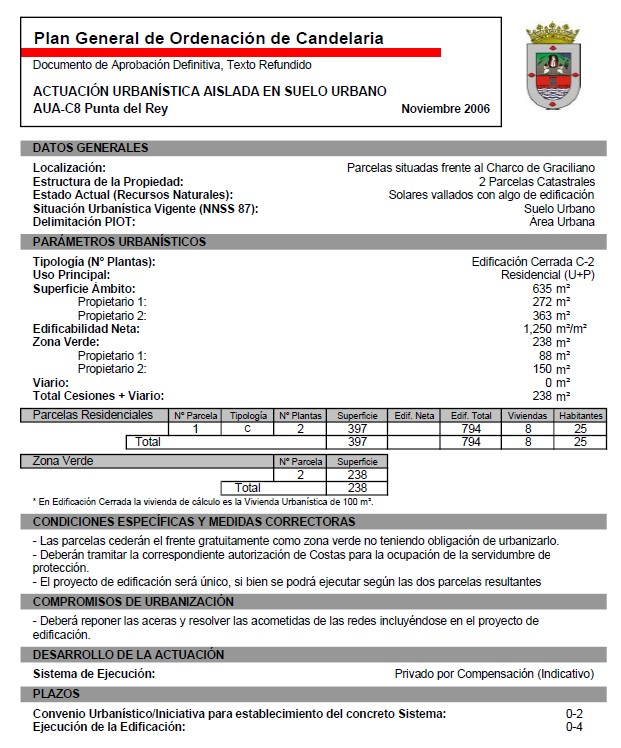 Plan General de Ordenación de Candelaria
Documento de Aprobación Definitiva, Texto Refundido
ACTUACIÓN URBANÍSTICA AISLADA EN SUELO URBANO
AUA-C8 Punta del Rey Noviembre 2006
DATOS GENERALES
Localización: Parcelas situadas frente al Charco de Graciliano
Estructura de la Propiedad: 2 Parcelas Catastrales
Estado Actual (Recursos Naturales): Solares vallados con algo de edificación
Situación Urbanística Vigente (NNSS 87): Suelo Urbano
Delimitación PIOT: Área Urbana
PARÁMETROS URBANÍSTICOS
Tipología (Nº Plantas): Edificación Cerrada C-2
Uso Principal: Residencial (U+P)
Superficie Ámbito: 635 m²
Propietario 1: 272 m²
Propietario 2: 363 m²
Edificabilidad Neta: 1,250 m²/m²
Zona Verde: 238 m²
Propietario 1: 88 m²
Propietario 2: 150 m²
Viario: 0 m²
Total Cesiones + Viario: 238 m²
Parcelas Residenciales Nº Parcela Tipología Nº Plantas Superficie Edif. Neta Edif. Total Viviendas Habitantes
1 C 2 397 794 8 25
Total 397 794 8 25
Zona Verde Nº Parcela Superficie
2 238
Total 238
* En Edificación Cerrada la vivienda de cálculo es la Vivienda Urbanística de 100 m².
CONDICIONES ESPECÍFICAS Y MEDIDAS CORRECTORAS
- Las parcelas cederán el frente gratuitamente como zona verde no teniendo obligación de urbanizarlo.
- Deberán tramitar la correspondiente autorización de Costas para la ocupación de la servidumbre de
protección.
- El proyecto de edificación será único, si bien se podrá ejecutar según las dos parcelas resultantes
COMPROMISOS DE URBANIZACIÓN
- Deberá reponer las aceras y resolver las acometidas de las redes incluyéndose en el proyecto de
edificación.
DESARROLLO DE LA ACTUACIÓN
Sistema de Ejecución: Privado por Compensación (Indicativo)
PLAZOS
Convenio Urbanístico/Iniciativa para establecimiento del concreto Sistema: 0-2
Ejecución de la Edificación: 0-4